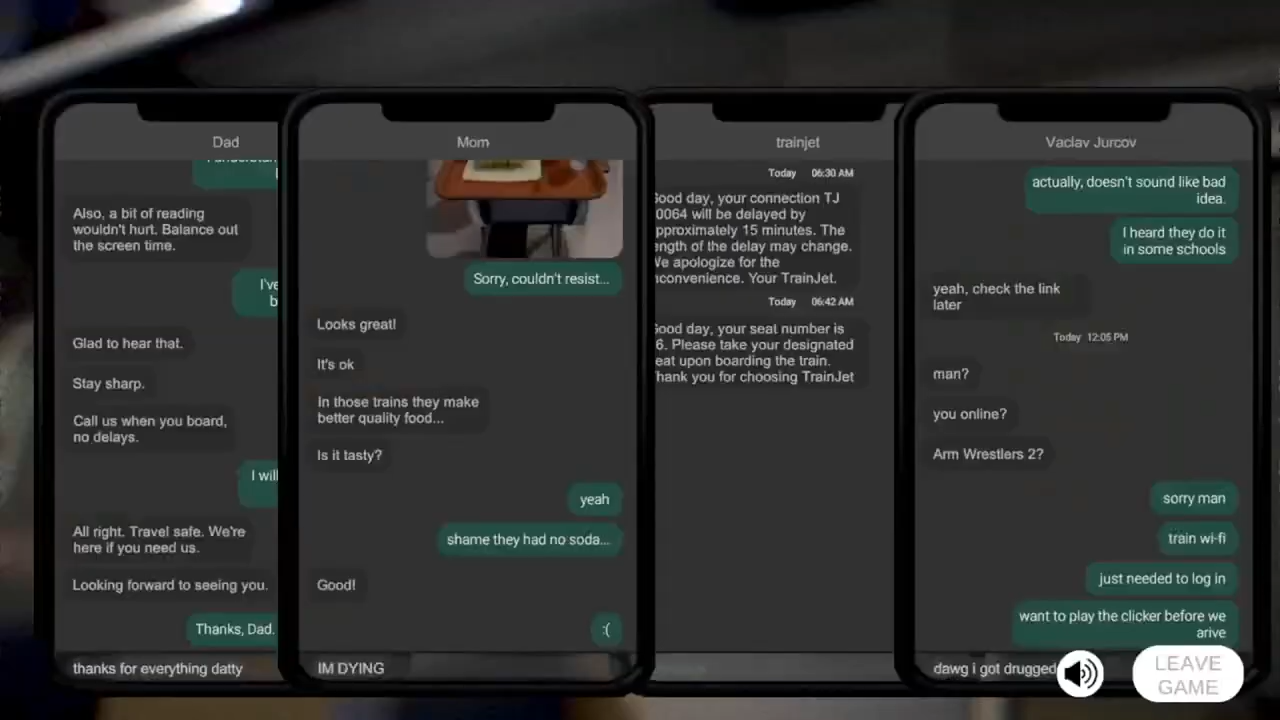 Dad
Also, a bit of reading
wouldn't hurt. Balance out
the screen time.
I've
Glad to hear that.
Stay sharp.
Call us when you board,
no delays.
I will
All right. Travel safe. We're
here if you need us.
Looking forward to seeing you.
Thanks, Dad.
thanks for everything datty
Mom
Sorry, couldn't resist...
Looks great!
It's ok
In those trains they make
better quality food...
Is it tasty?
yeah
shame they had no soda...
Good!
:(
IM DYING
trainjet
Today 06:30 AM
ood day, your connection TJ
0064 will be delayed by
pproximately 15 minutes. The
ength of the delay may change.
e apologize for the
nconvenience. Your TrainJet.
Today 06:42 AM
ood day, your seat number is
6. Please take your designated
eat upon boarding the train.
hank you for choosing TrainJet
Vaclav Jurcov
actually, doesn't sound like bad
idea.
I heard they do it
in some schools
yeah, check the link
later
Today 12:05 PM
man?
you online?
Arm Wrestlers 2?
sorry man
train wi-fi
just needed to log in
want to play the clicker before we
arive
dawg i got drugged
LEAVE
GAME